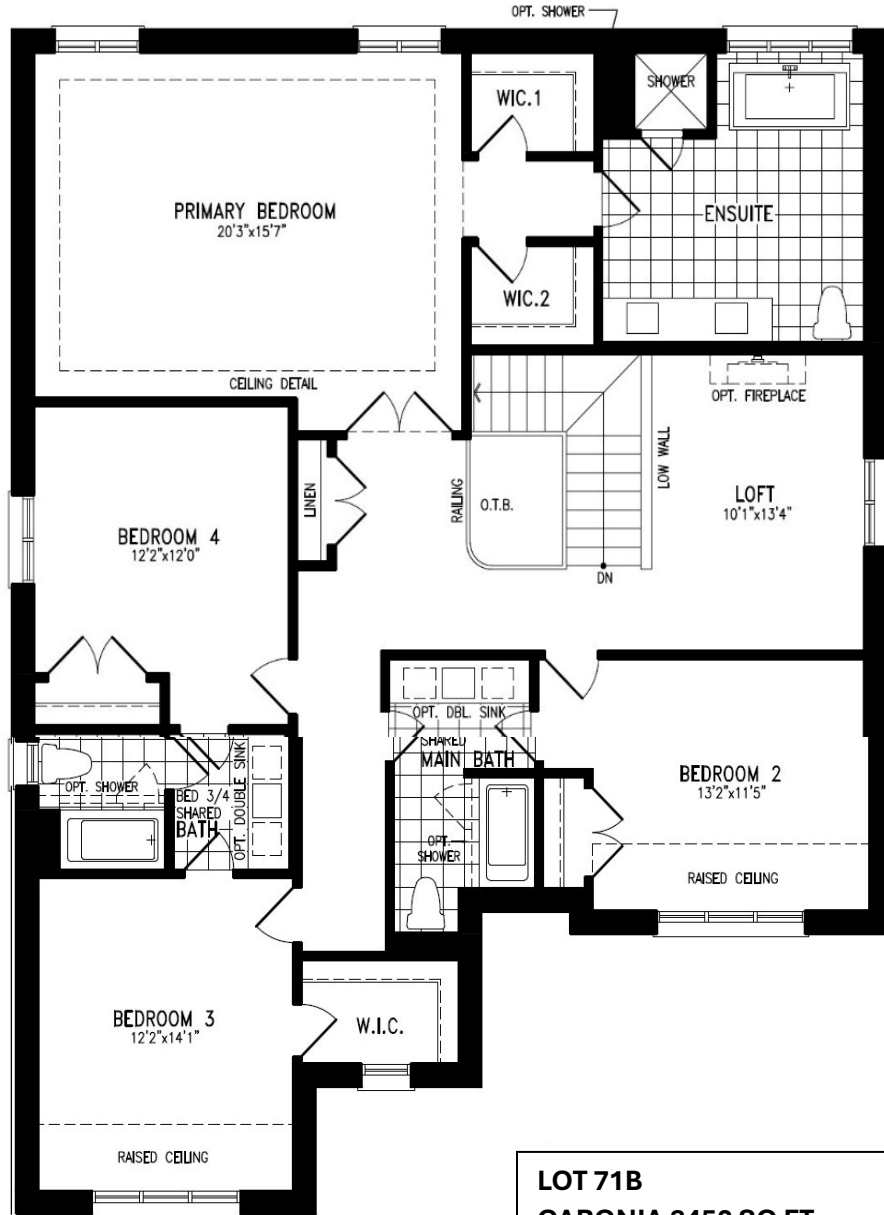 OPT. SHOWER
SHOWER
WIC.1
PRIMARY BEDROOM
20'3"x15'7"
ENSUITE
WIC.2
CEILING DETAIL
OPT. FIREPLACE
LINEN
RAILING
O.T.B.
LOW WALL
LOFT
10'1"x13'4"
BEDROOM 4
12'2"x12'0"
DN
OPT. DBL. SINK
SHARED
MAIN BATH
OPT. SHOWER
BED 3/4
SHARED
BATH
OPT. DOUBLE SINK
BEDROOM 2
13'2"x11'5"
OPT.
SHOWER
RAISED CEILING
BEDROOM 3
12'2"x14'1"
W.I.C.
RAISED CEILING
LOT 71B